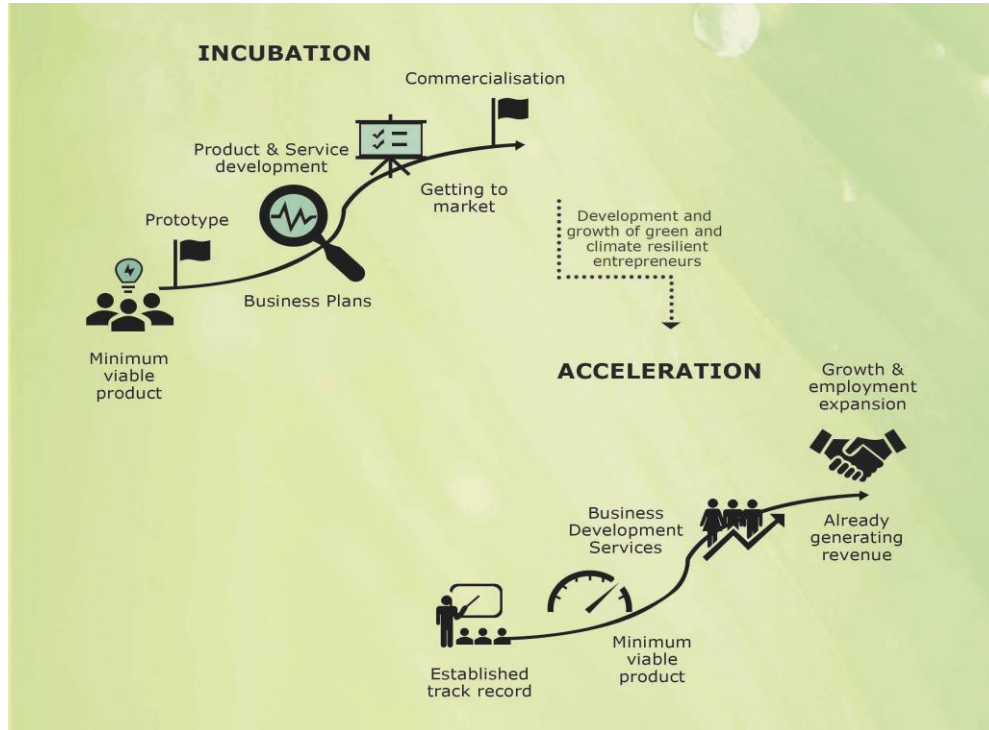 INCUBATION
Commercialisation
Product & Service
development
Getting to
market
Prototype
Business Plans
Minimum
viable
product
Development and
growth of green and
climate resilient
entrepreneurs
ACCELERATION
Growth &
employment
expansion
Business
Development
Services
Already
generating
revenue
Minimum
viable
product
Established
track record